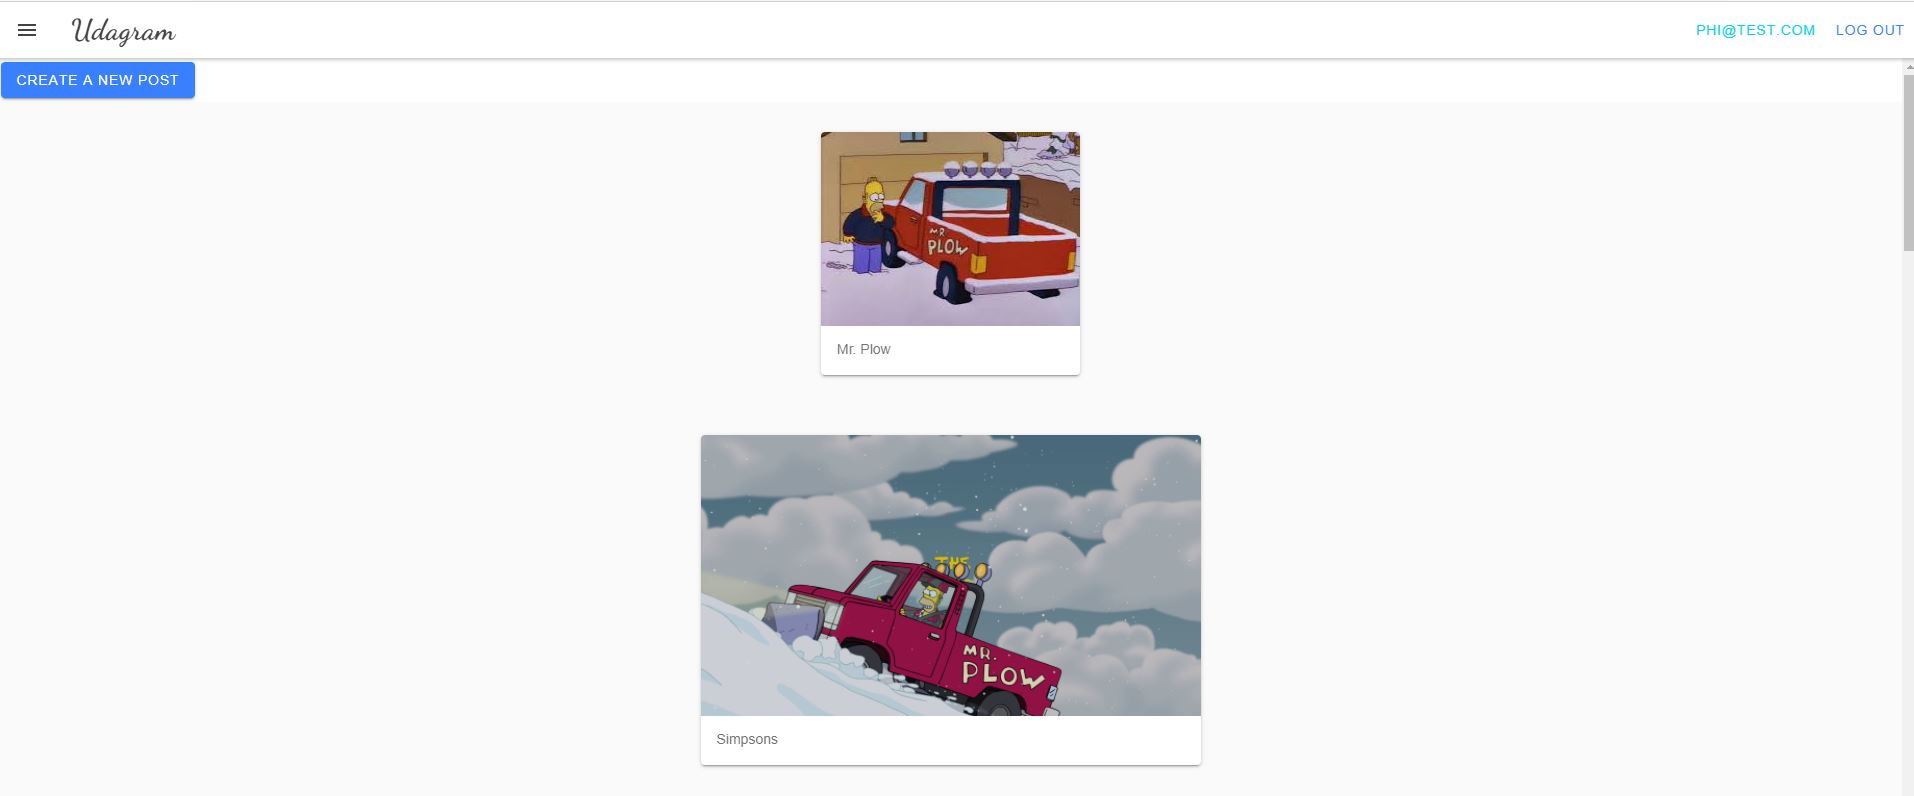 Udagram
PHI@TEST.COM LOG OUT
CREATE A NEW POST
MR.
PLOW
Mr. Plow
THE
MR.
PLOW
Simpsons